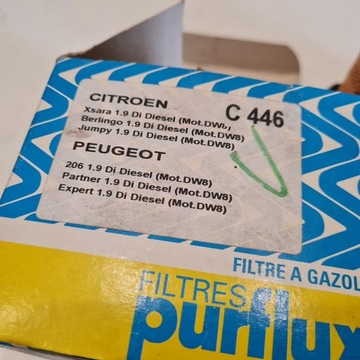 CITROEN
C 446
Xsara 1.9 Di Diesel (Mot.DW8)
Berlingo 1.9 Di Diesel (Mot.DW8)
Jumpy 1.9 Di Diesel (Mot.DW8)
PEUGEOT
206 1.9 Di Diesel (Mot.DW8)
Partner 1.9 Di Diesel (Mot.DW8)
Expert 1.9 Di Diesel (Mot.DW8)
FILTRE A GAZOL
FILTRES
purflux